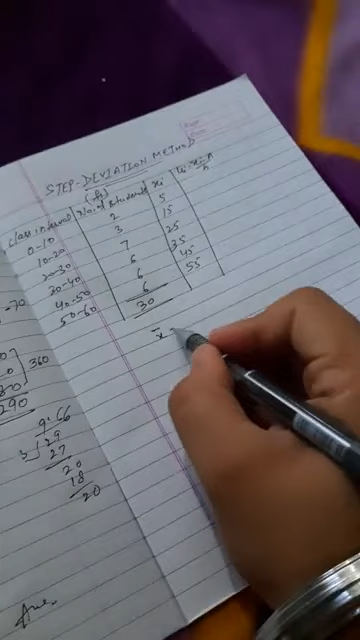 STEP-DEVIATION METHOD
Class interval No. of Students (fi) xi
0-10 2 5
10-20 3 15
20-30 7 25
30-40 6 35
40-50 6 45
50-60 6 55
30
x̄
-70
360
290
9.66
29
27
20
18
20
Ans.